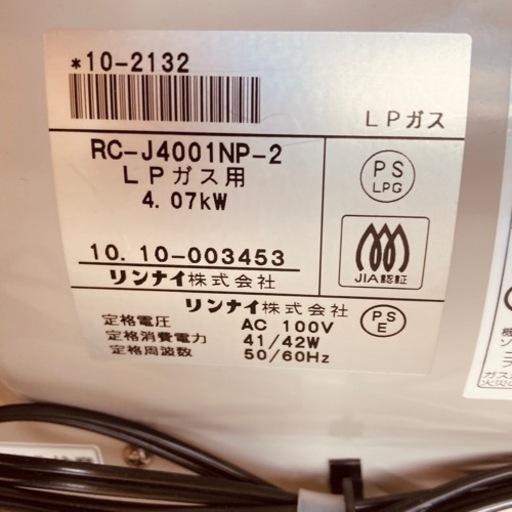 *10-2132
LPガス
RC-J4001NP-2
LPガス用
4.07kW
PS
LPG
JIA認証
10.10-003453
リンナイ株式会社
リンナイ株式会社
定格電圧 AC 100V
定格消費電力 41/42W
定格周波数 50/60Hz
PS
E